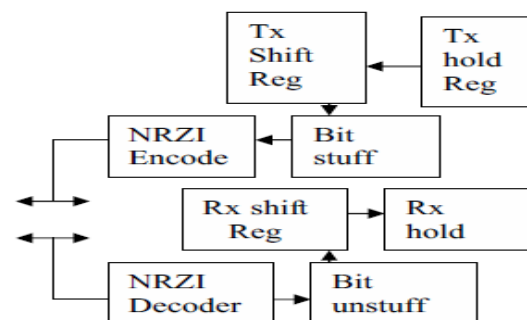 Tx
Shift
Reg
Tx
hold
Reg
NRZI
Encode
Bit
stuff
Rx shift
Reg
Rx
hold
NRZI
Decoder
Bit
unstuff